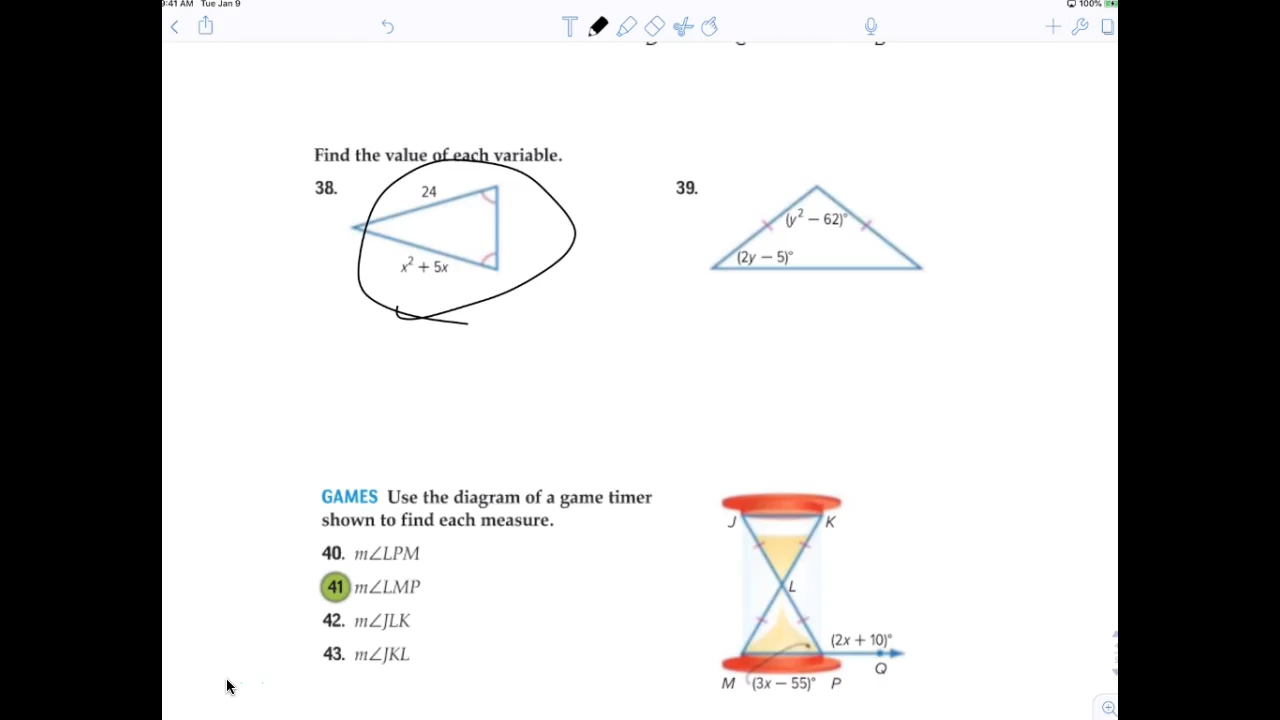 9:41 AM Tue Jan 9
100%
T
Find the value of each variable.
38.
24
x² + 5x
39.
(y² − 62)°
(2y − 5)°
GAMES Use the diagram of a game timer
shown to find each measure.
40. m∠LPM
41 m∠LMP
42. m∠JLK
43. m∠JKL
J
K
L
(2x + 10)°
Q
M (3x − 55)° P